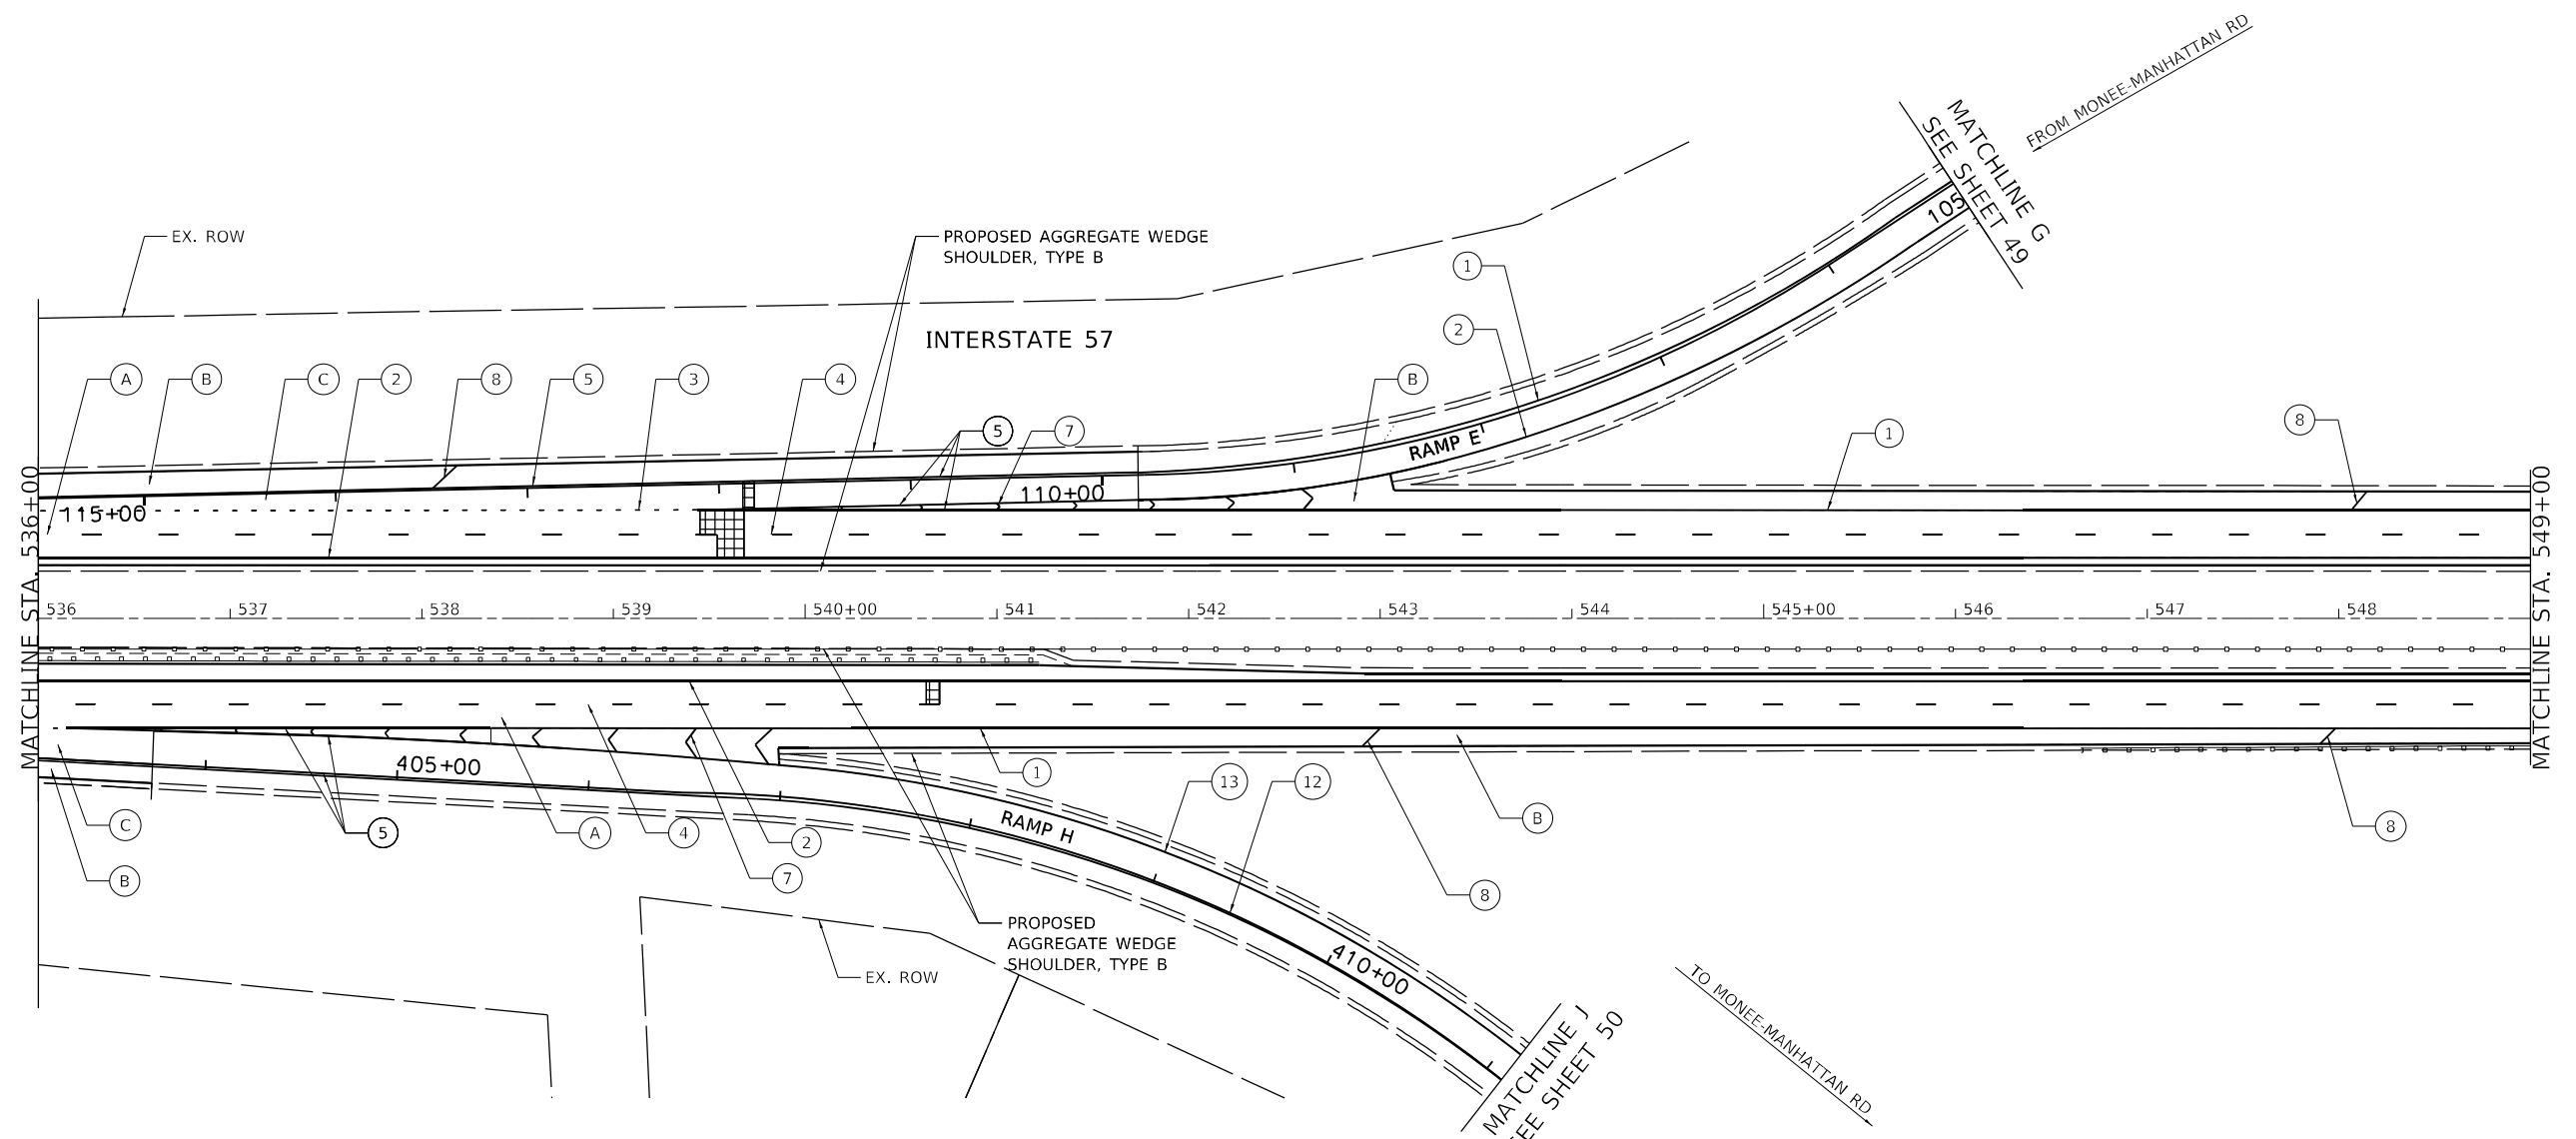 FROM MONEE-MANHATTAN RD
MATCHLINE G
SEE SHEET 49
105
EX. ROW
PROPOSED AGGREGATE WEDGE
SHOULDER, TYPE B
1
2
INTERSTATE 57
A
B
C
2
8
5
3
4
B
5
7
1
8
RAMP E
110+00
115+00
MATCHLINE STA. 536+00
MATCHLINE STA. 549+00
536
537
538
539
540+00
541
542
543
544
545+00
546
547
548
405+00
1
13
12
C
5
A
4
2
7
B
RAMP H
B
8
8
PROPOSED
AGGREGATE WEDGE
SHOULDER, TYPE B
EX. ROW
410+00
MATCHLINE J
EE SHEET 50
TO MONEE-MANHATTAN RD